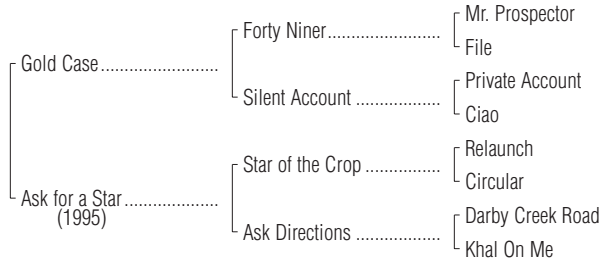 Mr. Prospector
Forty Niner........................
File
Gold Case.........................
Private Account
Silent Account ..................
Ciao
Relaunch
Star of the Crop ................
Circular
Ask for a Star....................
(1995)
Darby Creek Road
Ask Directions ..................
Khal On Me